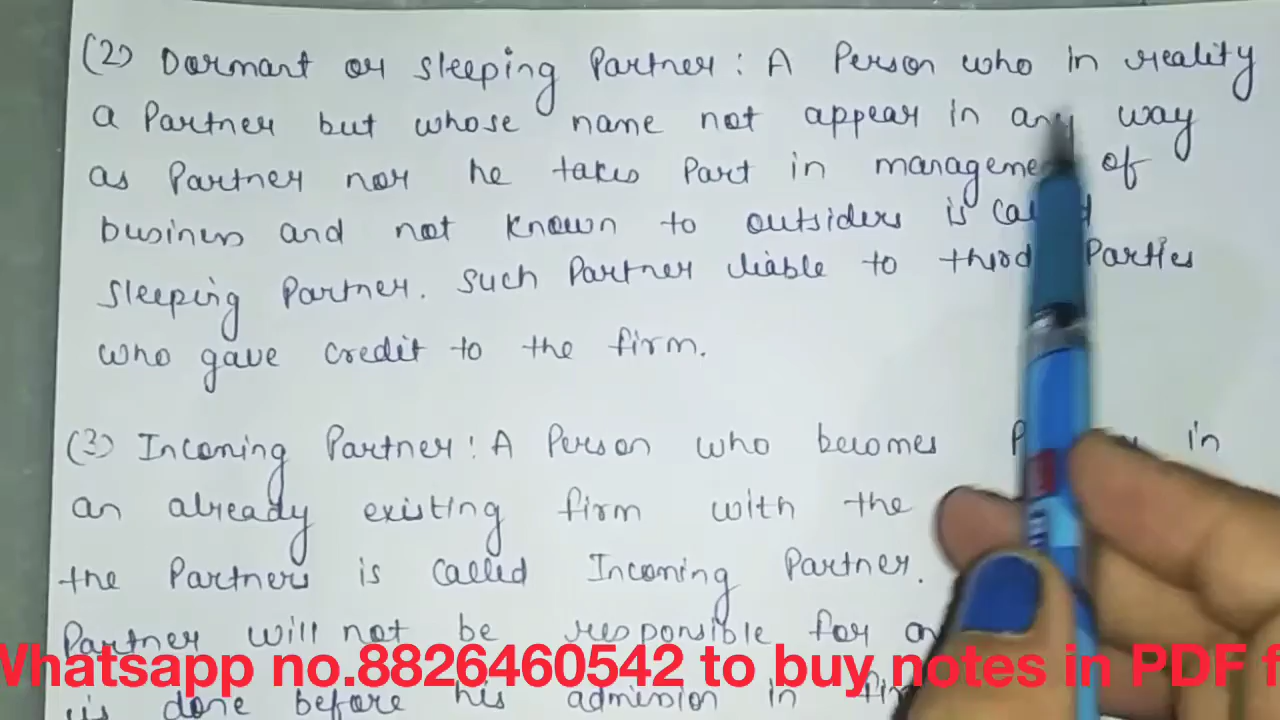 (2) Dormant or sleeping Partner: A Person who in reality
a Partner but whose name not appear in any way
as Partner nor he takes Part in management of
business and not known to outsiders is called
sleeping Partner. Such Partner liable to third Parties
who gave credit to the firm.
(3) Incoming Partner: A Person who becomes in
an already existing firm with the
the Partners is called Incoming Partner.
Partner will not be responsible for
is done before his admission in
Whatsapp no.8826460542 to buy notes in PDF f